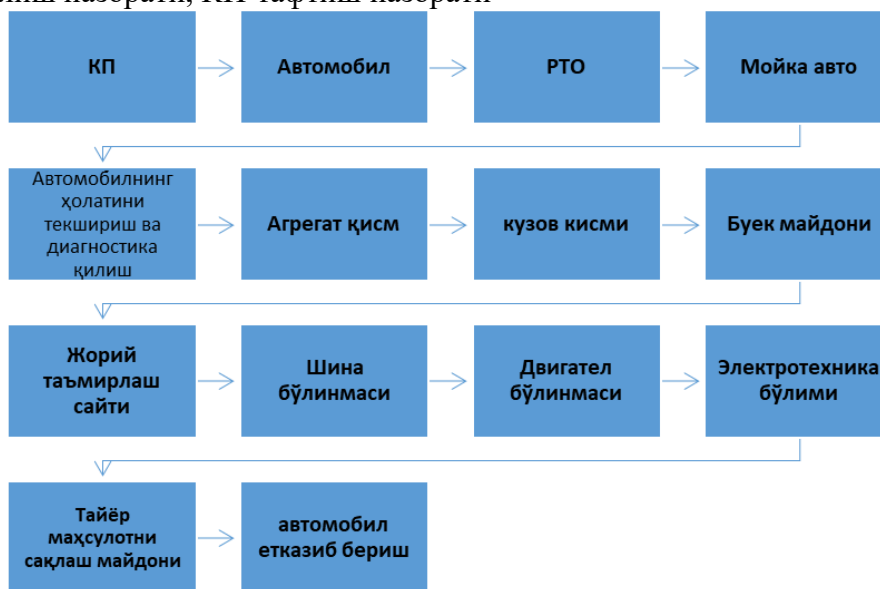 КП
Автомобил
РТО
Мойка авто
Автомобилнинг
ҳолатини
текшириш ва
диагностика
қилиш
Агрегат қисм
кузов кисми
Буек майдони
Жорий
таъмирлаш
сайти
Шина
бўлинмаси
Двигател
бўлинмаси
Электротехника
бўлими
Тайёр
маҳсулотни
сақлаш майдони
автомобил
етказиб бериш